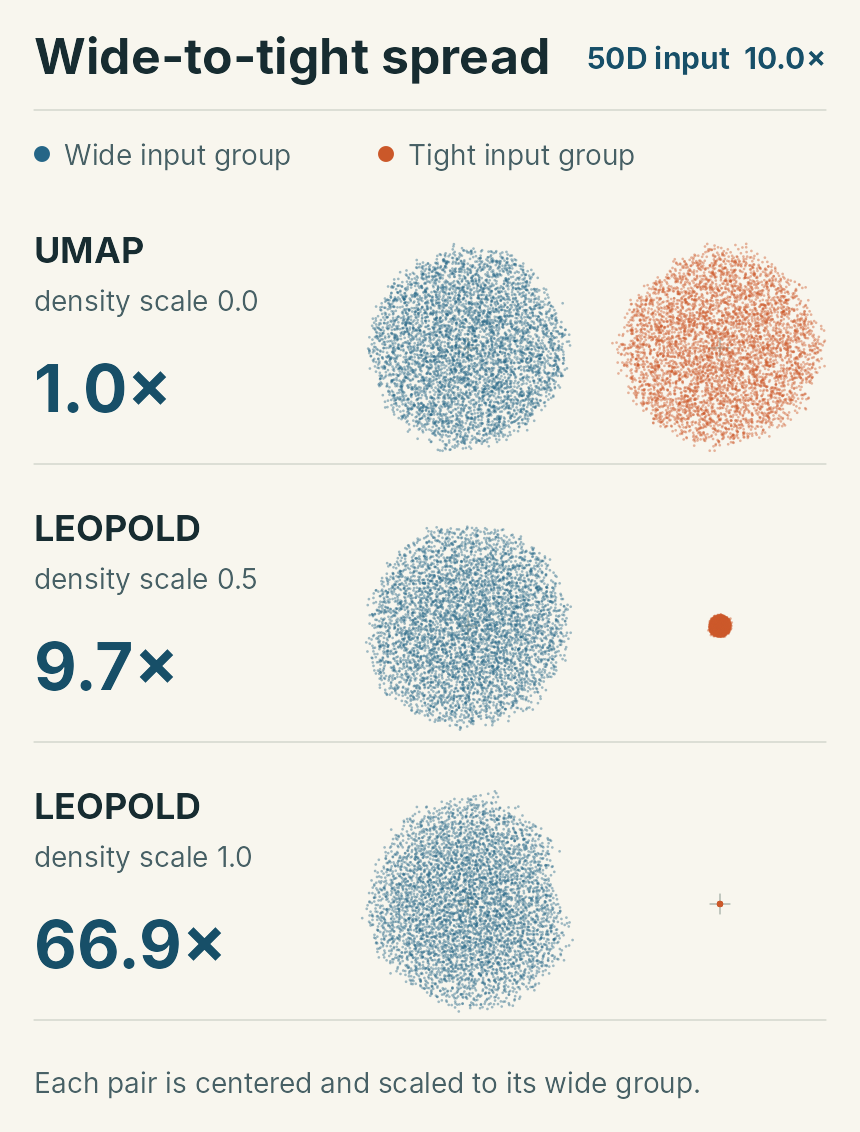 Wide-to-tight spread 50D input 10.0×
Wide input group Tight input group
UMAP
density scale 0.0
1.0×
LEOPOLD
density scale 0.5
9.7×
LEOPOLD
density scale 1.0
66.9×
Each pair is centered and scaled to its wide group.